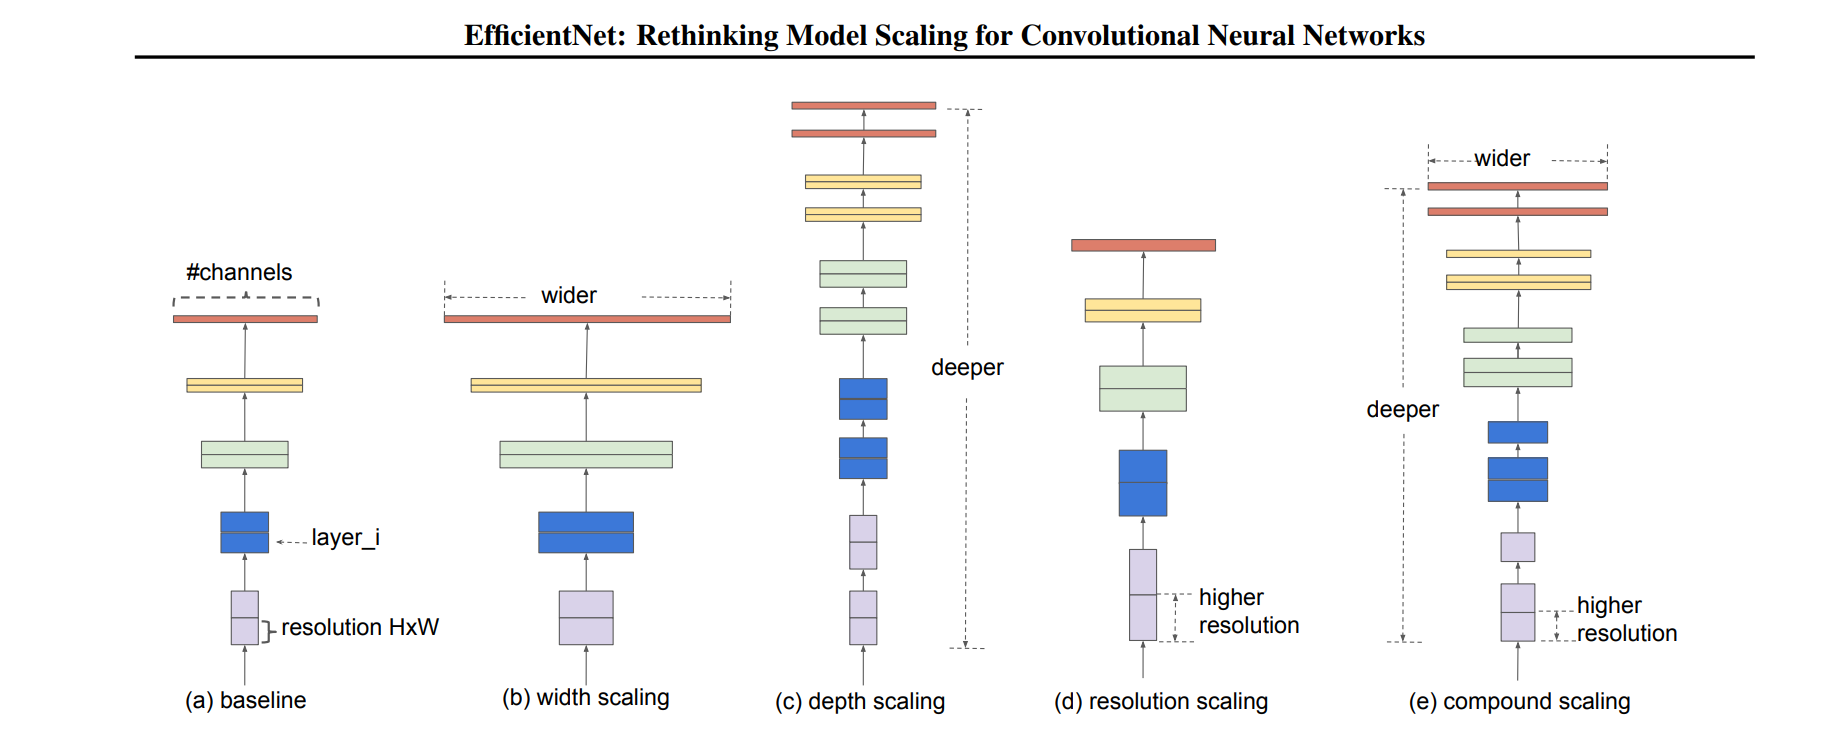 EfficientNet: Rethinking Model Scaling for Convolutional Neural Networks
#channels
layer_i
resolution HxW
(a) baseline
wider
(b) width scaling
deeper
(c) depth scaling
higher
resolution
(d) resolution scaling
wider
deeper
higher
resolution
(e) compound scaling